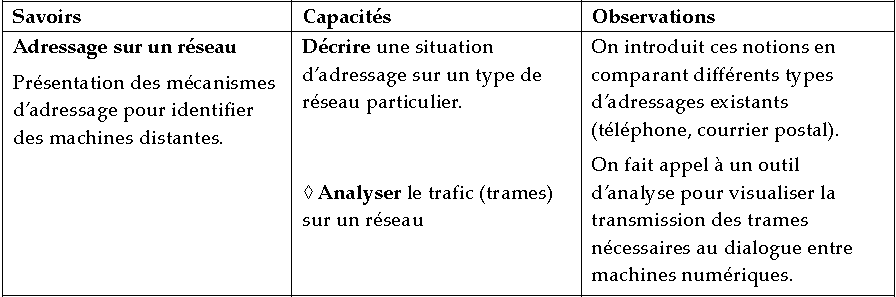 Savoirs
Capacités
Observations
Adressage sur un réseau
Présentation des mécanismes
d'adressage pour identifier
des machines distantes.
Décrire une situation
d'adressage sur un type de
réseau particulier.
◊ Analyser le trafic (trames)
sur un réseau
On introduit ces notions en
comparant différents types
d'adressages existants
(téléphone, courrier postal).
On fait appel à un outil
d'analyse pour visualiser la
transmission des trames
nécessaires au dialogue entre
machines numériques.